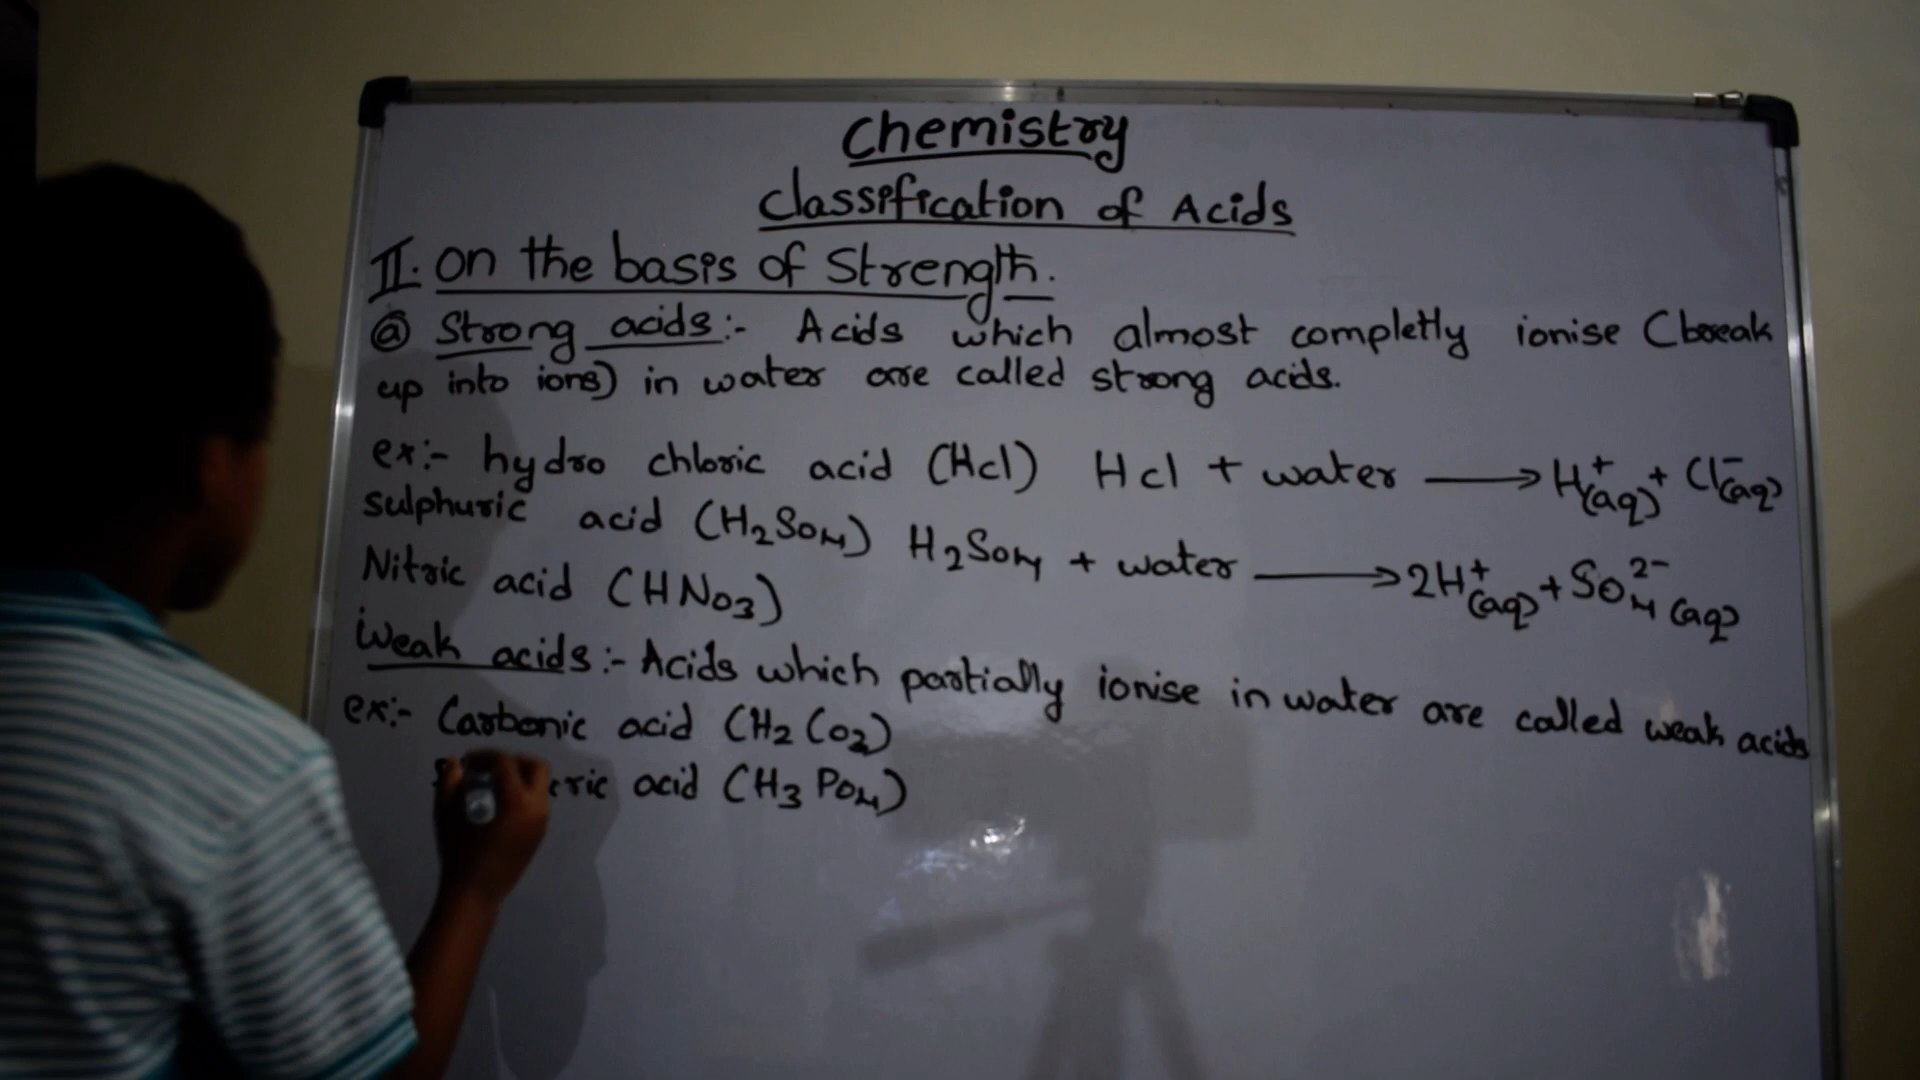 Chemistry
Classification of Acids
II. on the basis of Strength.
ⓐ Strong acids:- Acids which almost completly ionise (break
up into ions) in water are called strong acids.
ex:- hydro chloric acid (Hcl) Hcl + water ⟶ H⁺(aq) + Cl⁻(aq)
sulphuric acid (H₂So₄) H₂So₄ + water ⟶ 2H⁺(aq) + SO₄²⁻(aq)
Nitric acid (HNO₃)
Weak acids:- Acids which partially ionise in water are called weak acids
ex:- Carbonic acid (H₂CO₂)
acid (H₃PO₄)